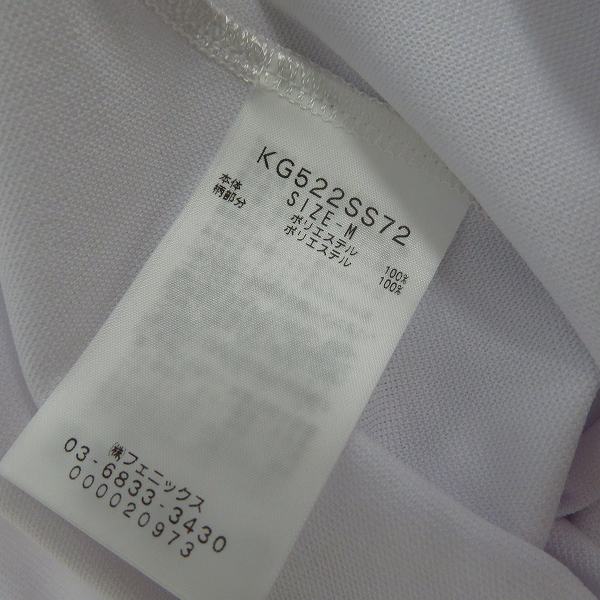 KG522SS72
SIZE-M
本体 ポリエステル 100%
柄部分 ポリエステル 100%
㈱フェニックス
03-6833-3430
000020973